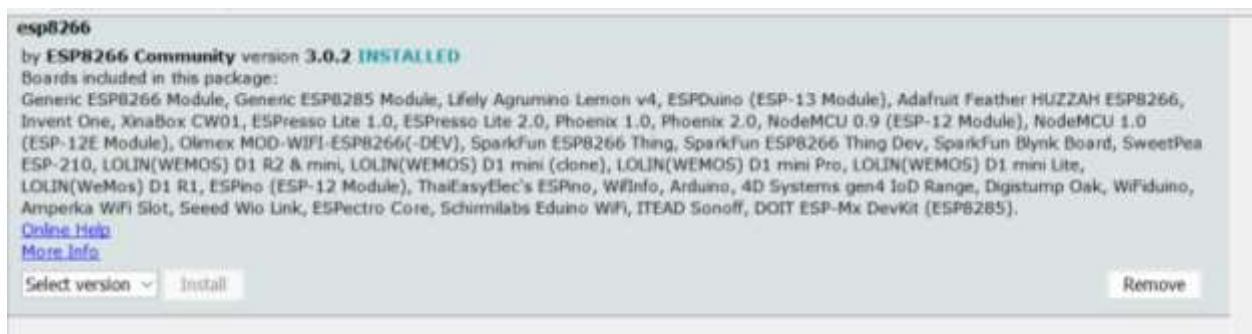 esp8266
by ESP8266 Community version 3.0.2 INSTALLED
Boards included in this package:
Generic ESP8266 Module, Generic ESP8285 Module, Lifely Agrumino Lemon v4, ESPDuino (ESP-13 Module), Adafruit Feather HUZZAH ESP8266,
Invent One, XinaBox CW01, ESPresso Lite 1.0, ESPresso Lite 2.0, Phoenix 1.0, Phoenix 2.0, NodeMCU 0.9 (ESP-12 Module), NodeMCU 1.0
(ESP-12E Module), Olimex MOD-WIFI-ESP8266(-DEV), SparkFun ESP8266 Thing, SparkFun ESP8266 Thing Dev, SparkFun Blynk Board, SweetPea
ESP-210, LOLIN(WEMOS) D1 R2 & mini, LOLIN(WEMOS) D1 mini (clone), LOLIN(WEMOS) D1 mini Pro, LOLIN(WEMOS) D1 mini Lite,
LOLIN(WeMos) D1 R1, ESPino (ESP-12 Module), ThaiEasyElec's ESPino, WifInfo, Arduino, 4D Systems gen4 IoD Range, Digistump Oak, WiFiduino,
Amperka WiFi Slot, Seeed Wio Link, ESPectro Core, Schirmilabs Eduino WiFi, ITEAD Sonoff, DOIT ESP-Mx DevKit (ESP8285).
Online Help
More Info
Select version Install Remove